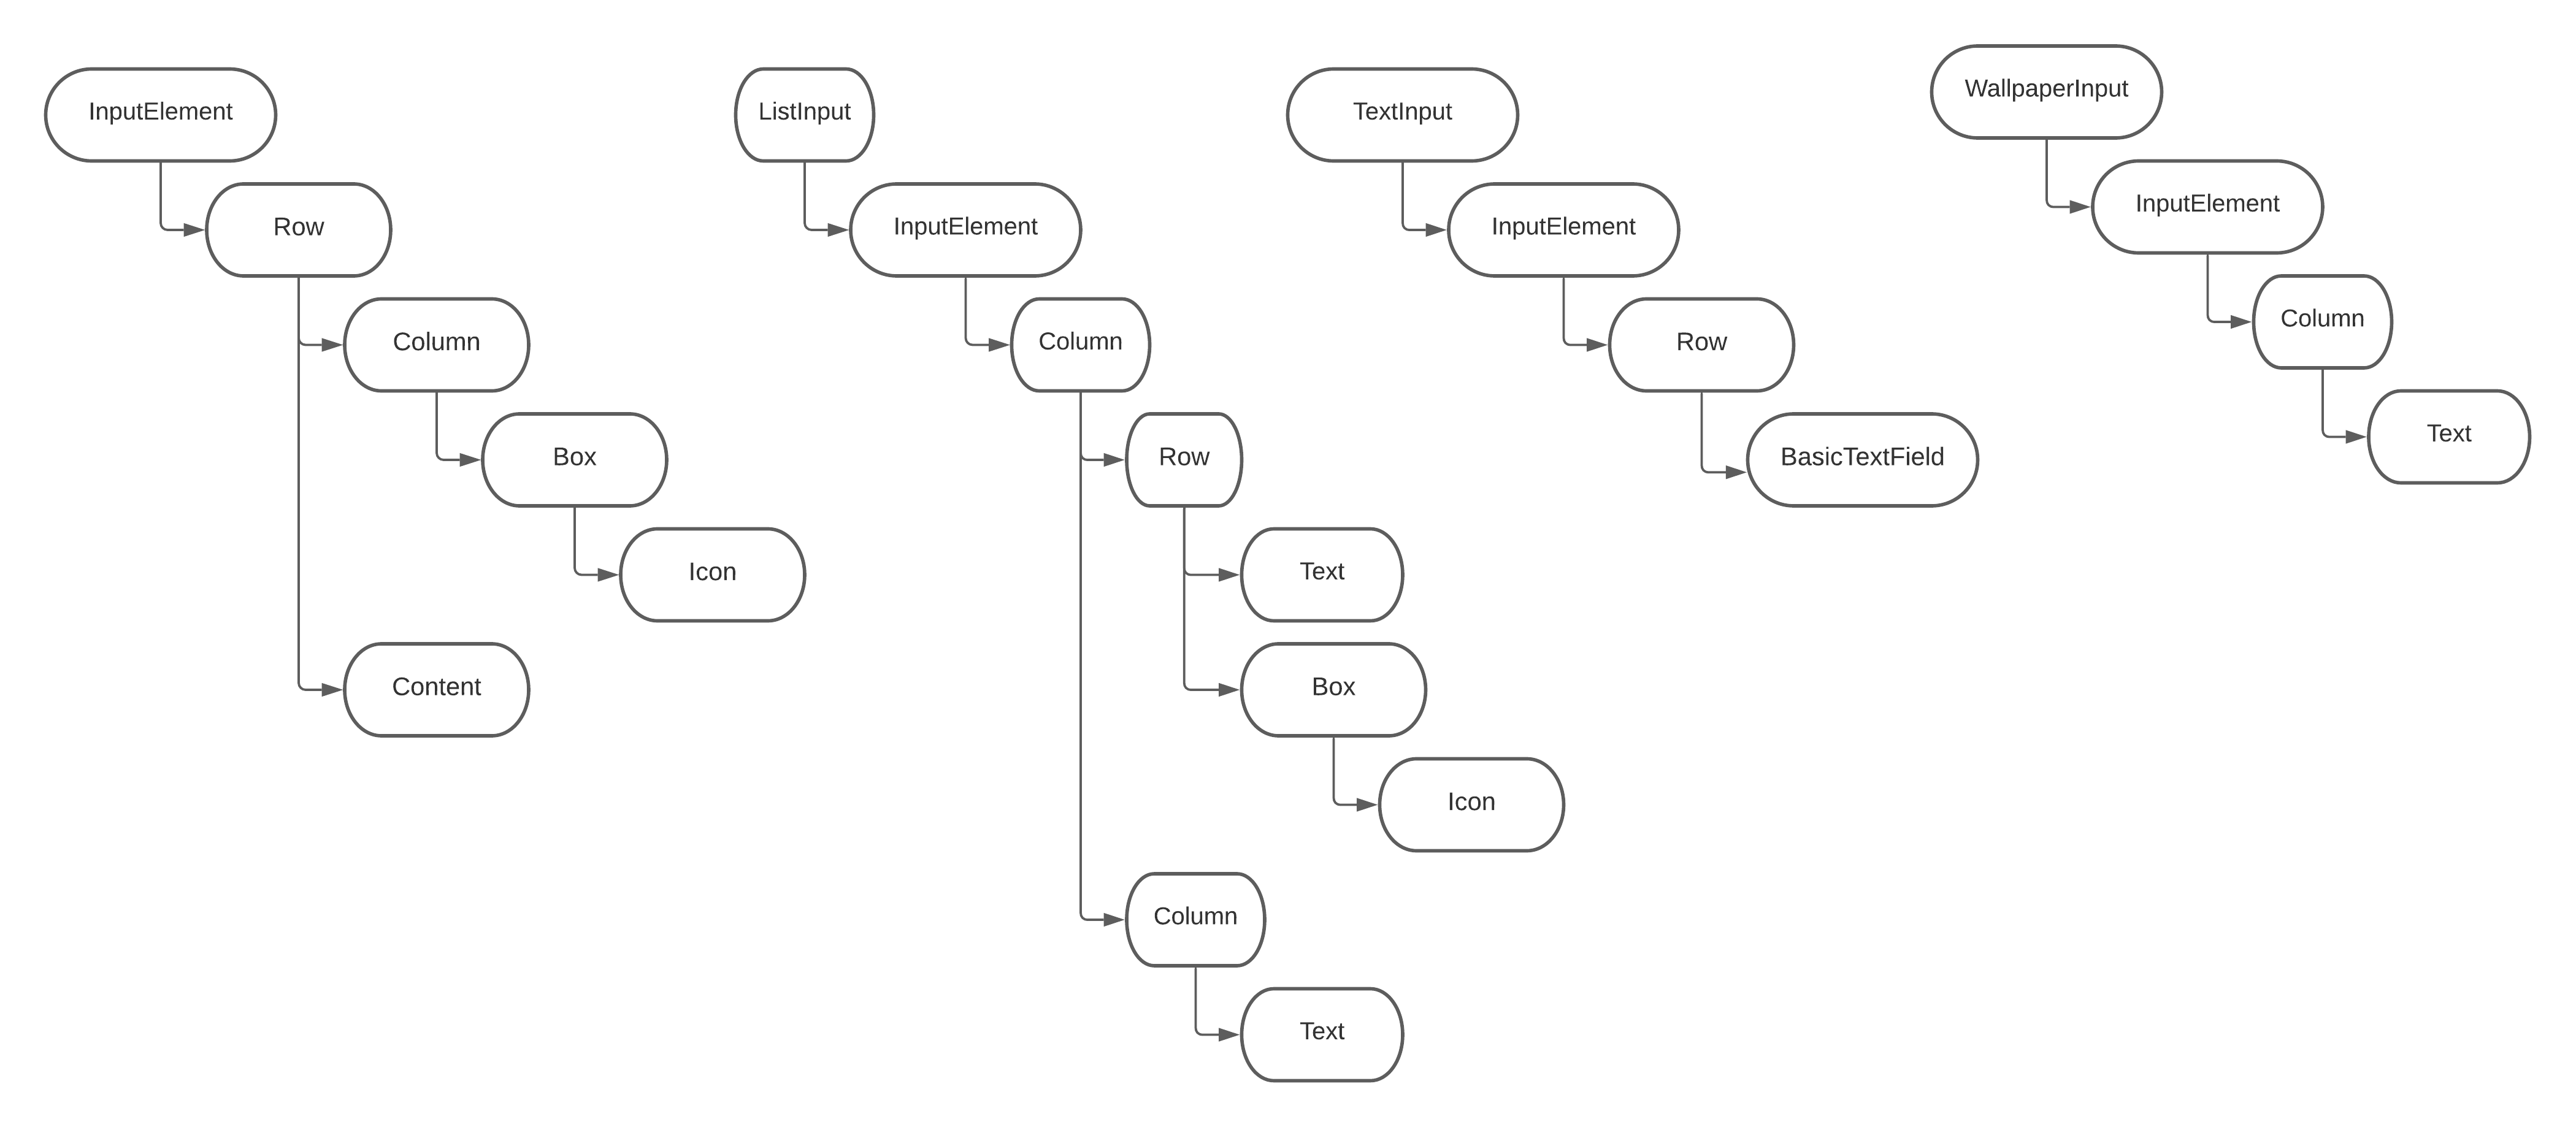 InputElement
Row
Column
Box
Icon
Content
ListInput
InputElement
Column
Row
Text
Box
Icon
Column
Text
TextInput
InputElement
Row
BasicTextField
WallpaperInput
InputElement
Column
Text